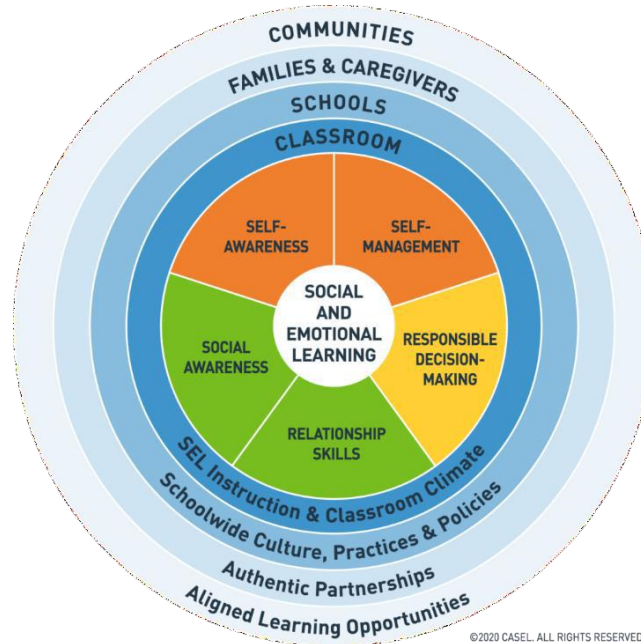 COMMUNITIES
FAMILIES & CAREGIVERS
SCHOOLS
CLASSROOM
SELF-
AWARENESS
SELF-
MANAGEMENT
SOCIAL
AND
EMOTIONAL
LEARNING
SOCIAL
AWARENESS
RESPONSIBLE
DECISION-
MAKING
RELATIONSHIP
SKILLS
SEL Instruction & Classroom Climate
Schoolwide Culture, Practices & Policies
Authentic Partnerships
Aligned Learning Opportunities
©2020 CASEL. ALL RIGHTS RESERVED